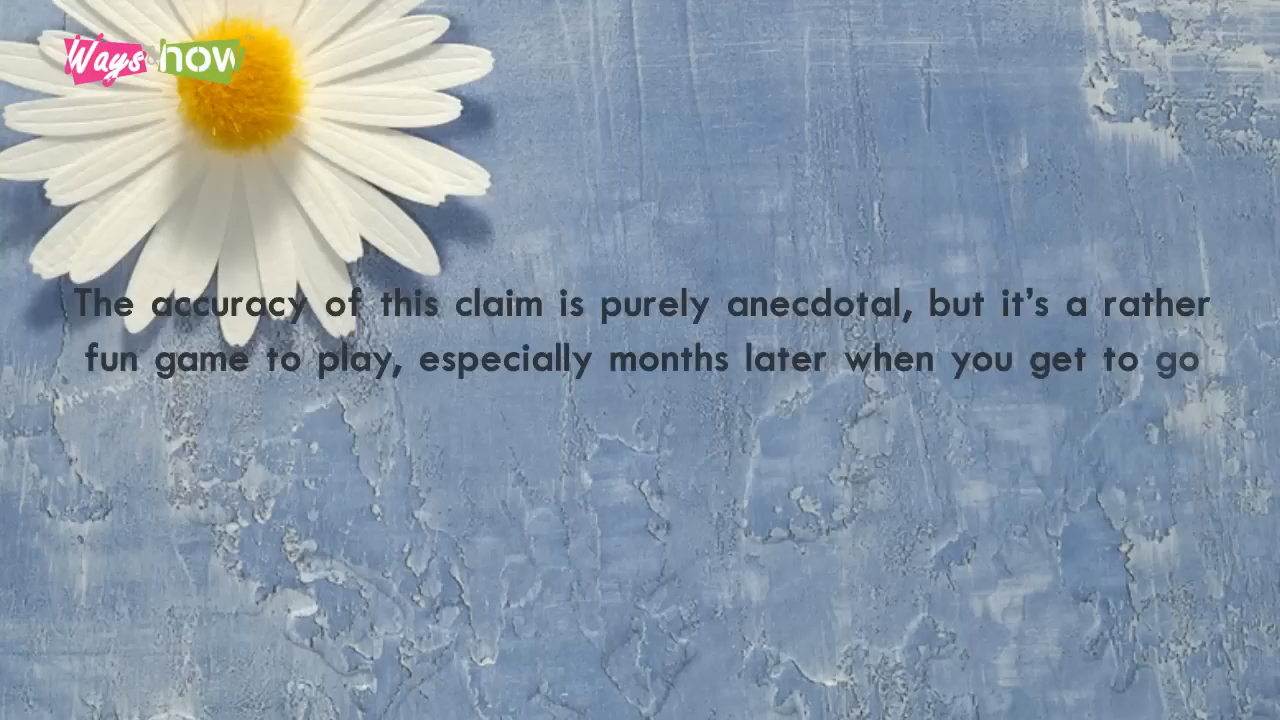 Ways how
The accuracy of this claim is purely anecdotal, but it's a rather
fun game to play, especially months later when you get to go